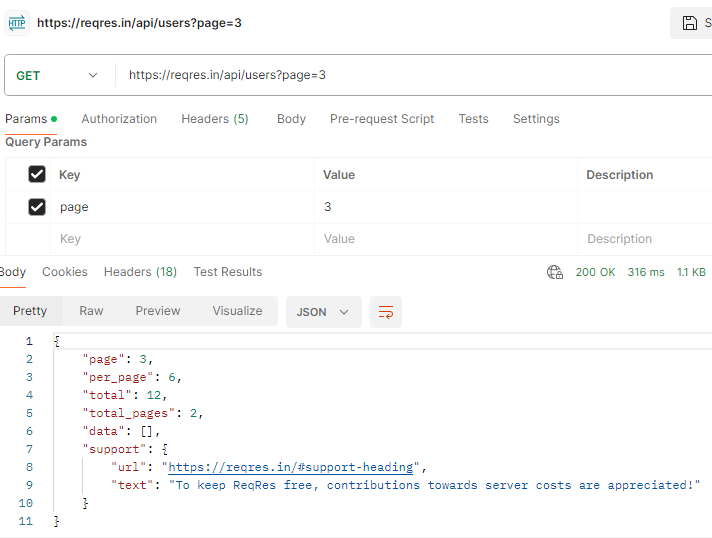 HTTP https://reqres.in/api/users?page=3 S
GET https://reqres.in/api/users?page=3
Params Authorization Headers (5) Body Pre-request Script Tests Settings
Query Params
Key Value Description
page 3
Key Value Description
Body Cookies Headers (18) Test Results 200 OK 316 ms 1.1 KB
Pretty Raw Preview Visualize JSON
1 {
2 "page": 3,
3 "per_page": 6,
4 "total": 12,
5 "total_pages": 2,
6 "data": [],
7 "support": {
8 "url": "https://reqres.in/#support-heading",
9 "text": "To keep ReqRes free, contributions towards server costs are appreciated!"
10 }
11 }